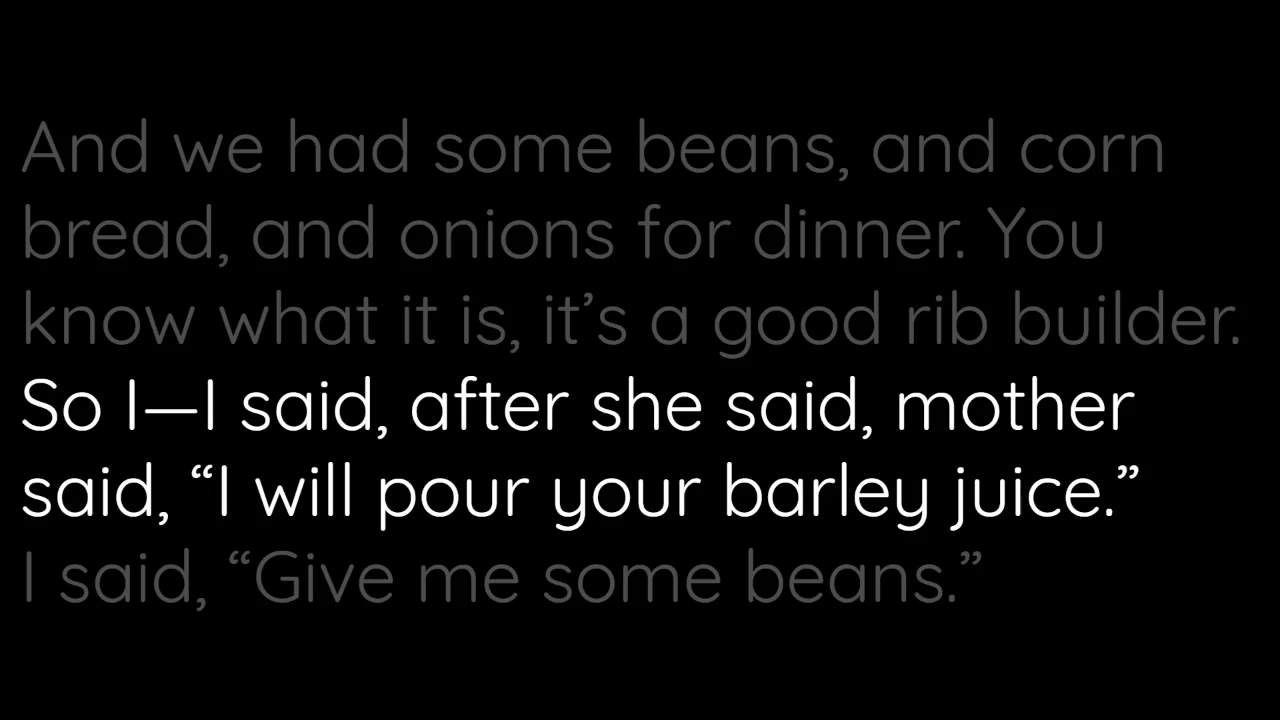 And we had some beans, and corn
bread, and onions for dinner. You
know what it is, it’s a good rib builder.
So I—I said, after she said, mother
said, “I will pour your barley juice.”
I said, “Give me some beans.”